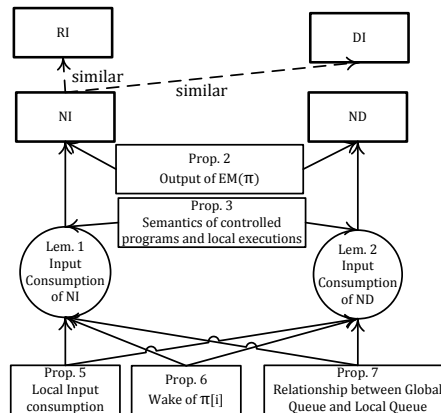 RI
DI
similar
similar
NI
ND
Prop. 2
Output of EM(π)
Prop. 3
Semantics of controlled
programs and local executions
Lem. 1
Input
Consumption
of NI
Lem. 2
Input
Consumption
of ND
Prop. 5
Local Input
consumption
Prop. 6
Wake of π[i]
Prop. 7
Relationship between Global
Queue and Local Queue